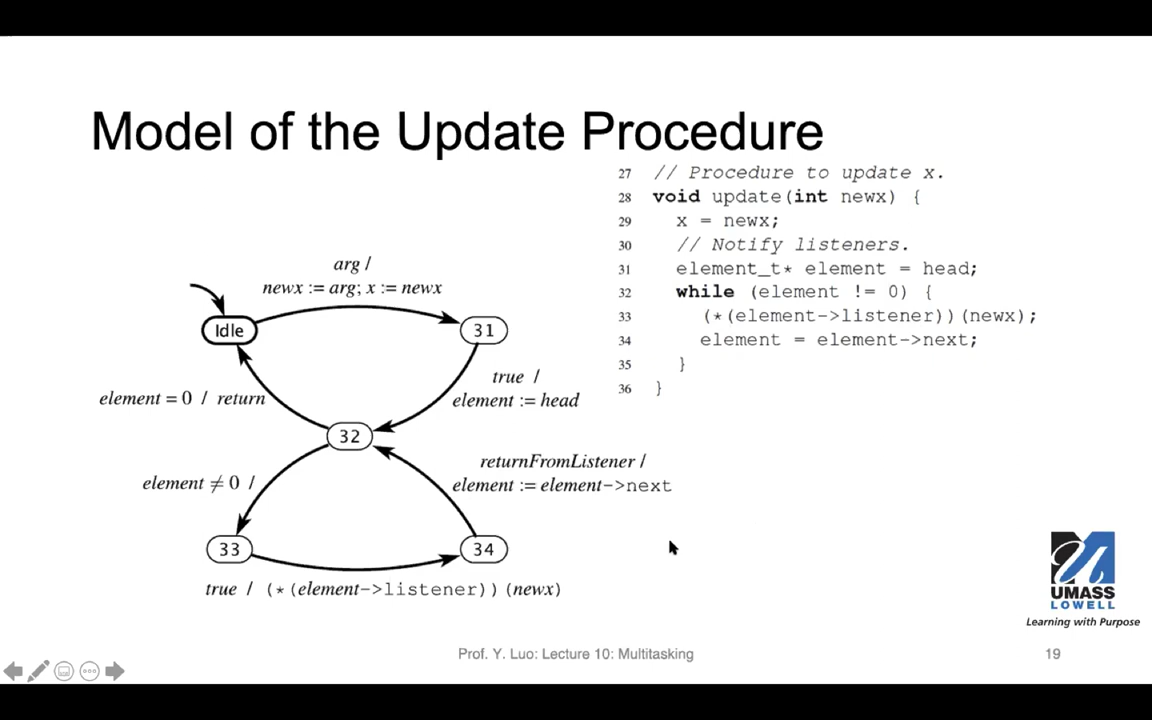 Model of the Update Procedure
27 // Procedure to update x.
28 void update(int newx) {
29 x = newx;
30 // Notify listeners.
31 element_t* element = head;
32 while (element != 0) {
33 (*(element->listener))(newx);
34 element = element->next;
35 }
36 }
arg /
newx := arg; x := newx
Idle
31
true /
element := head
element = 0 / return
32
returnFromListener /
element := element->next
element ≠ 0 /
33
34
true / (*(element->listener))(newx)
UMASS
LOWELL
Learning with Purpose
Prof. Y. Luo: Lecture 10: Multitasking
19